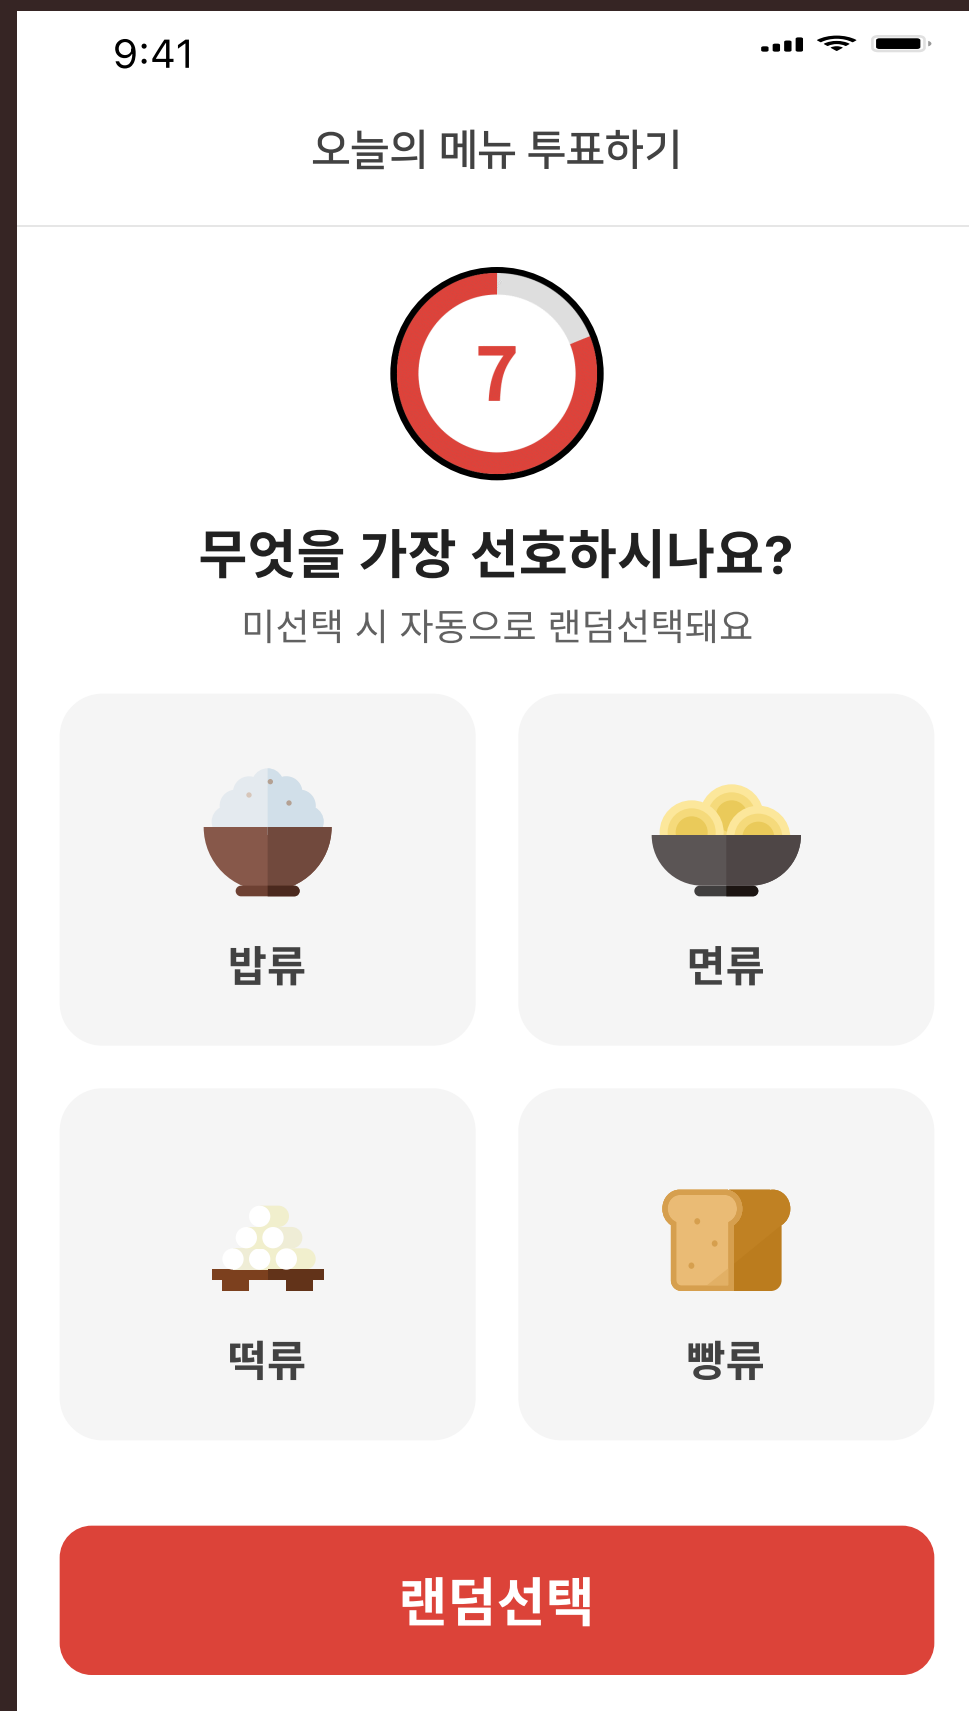 9:41
오늘의 메뉴 투표하기
7
무엇을 가장 선호하시나요?
미선택 시 자동으로 랜덤선택돼요
밥류
면류
떡류
빵류
랜덤선택